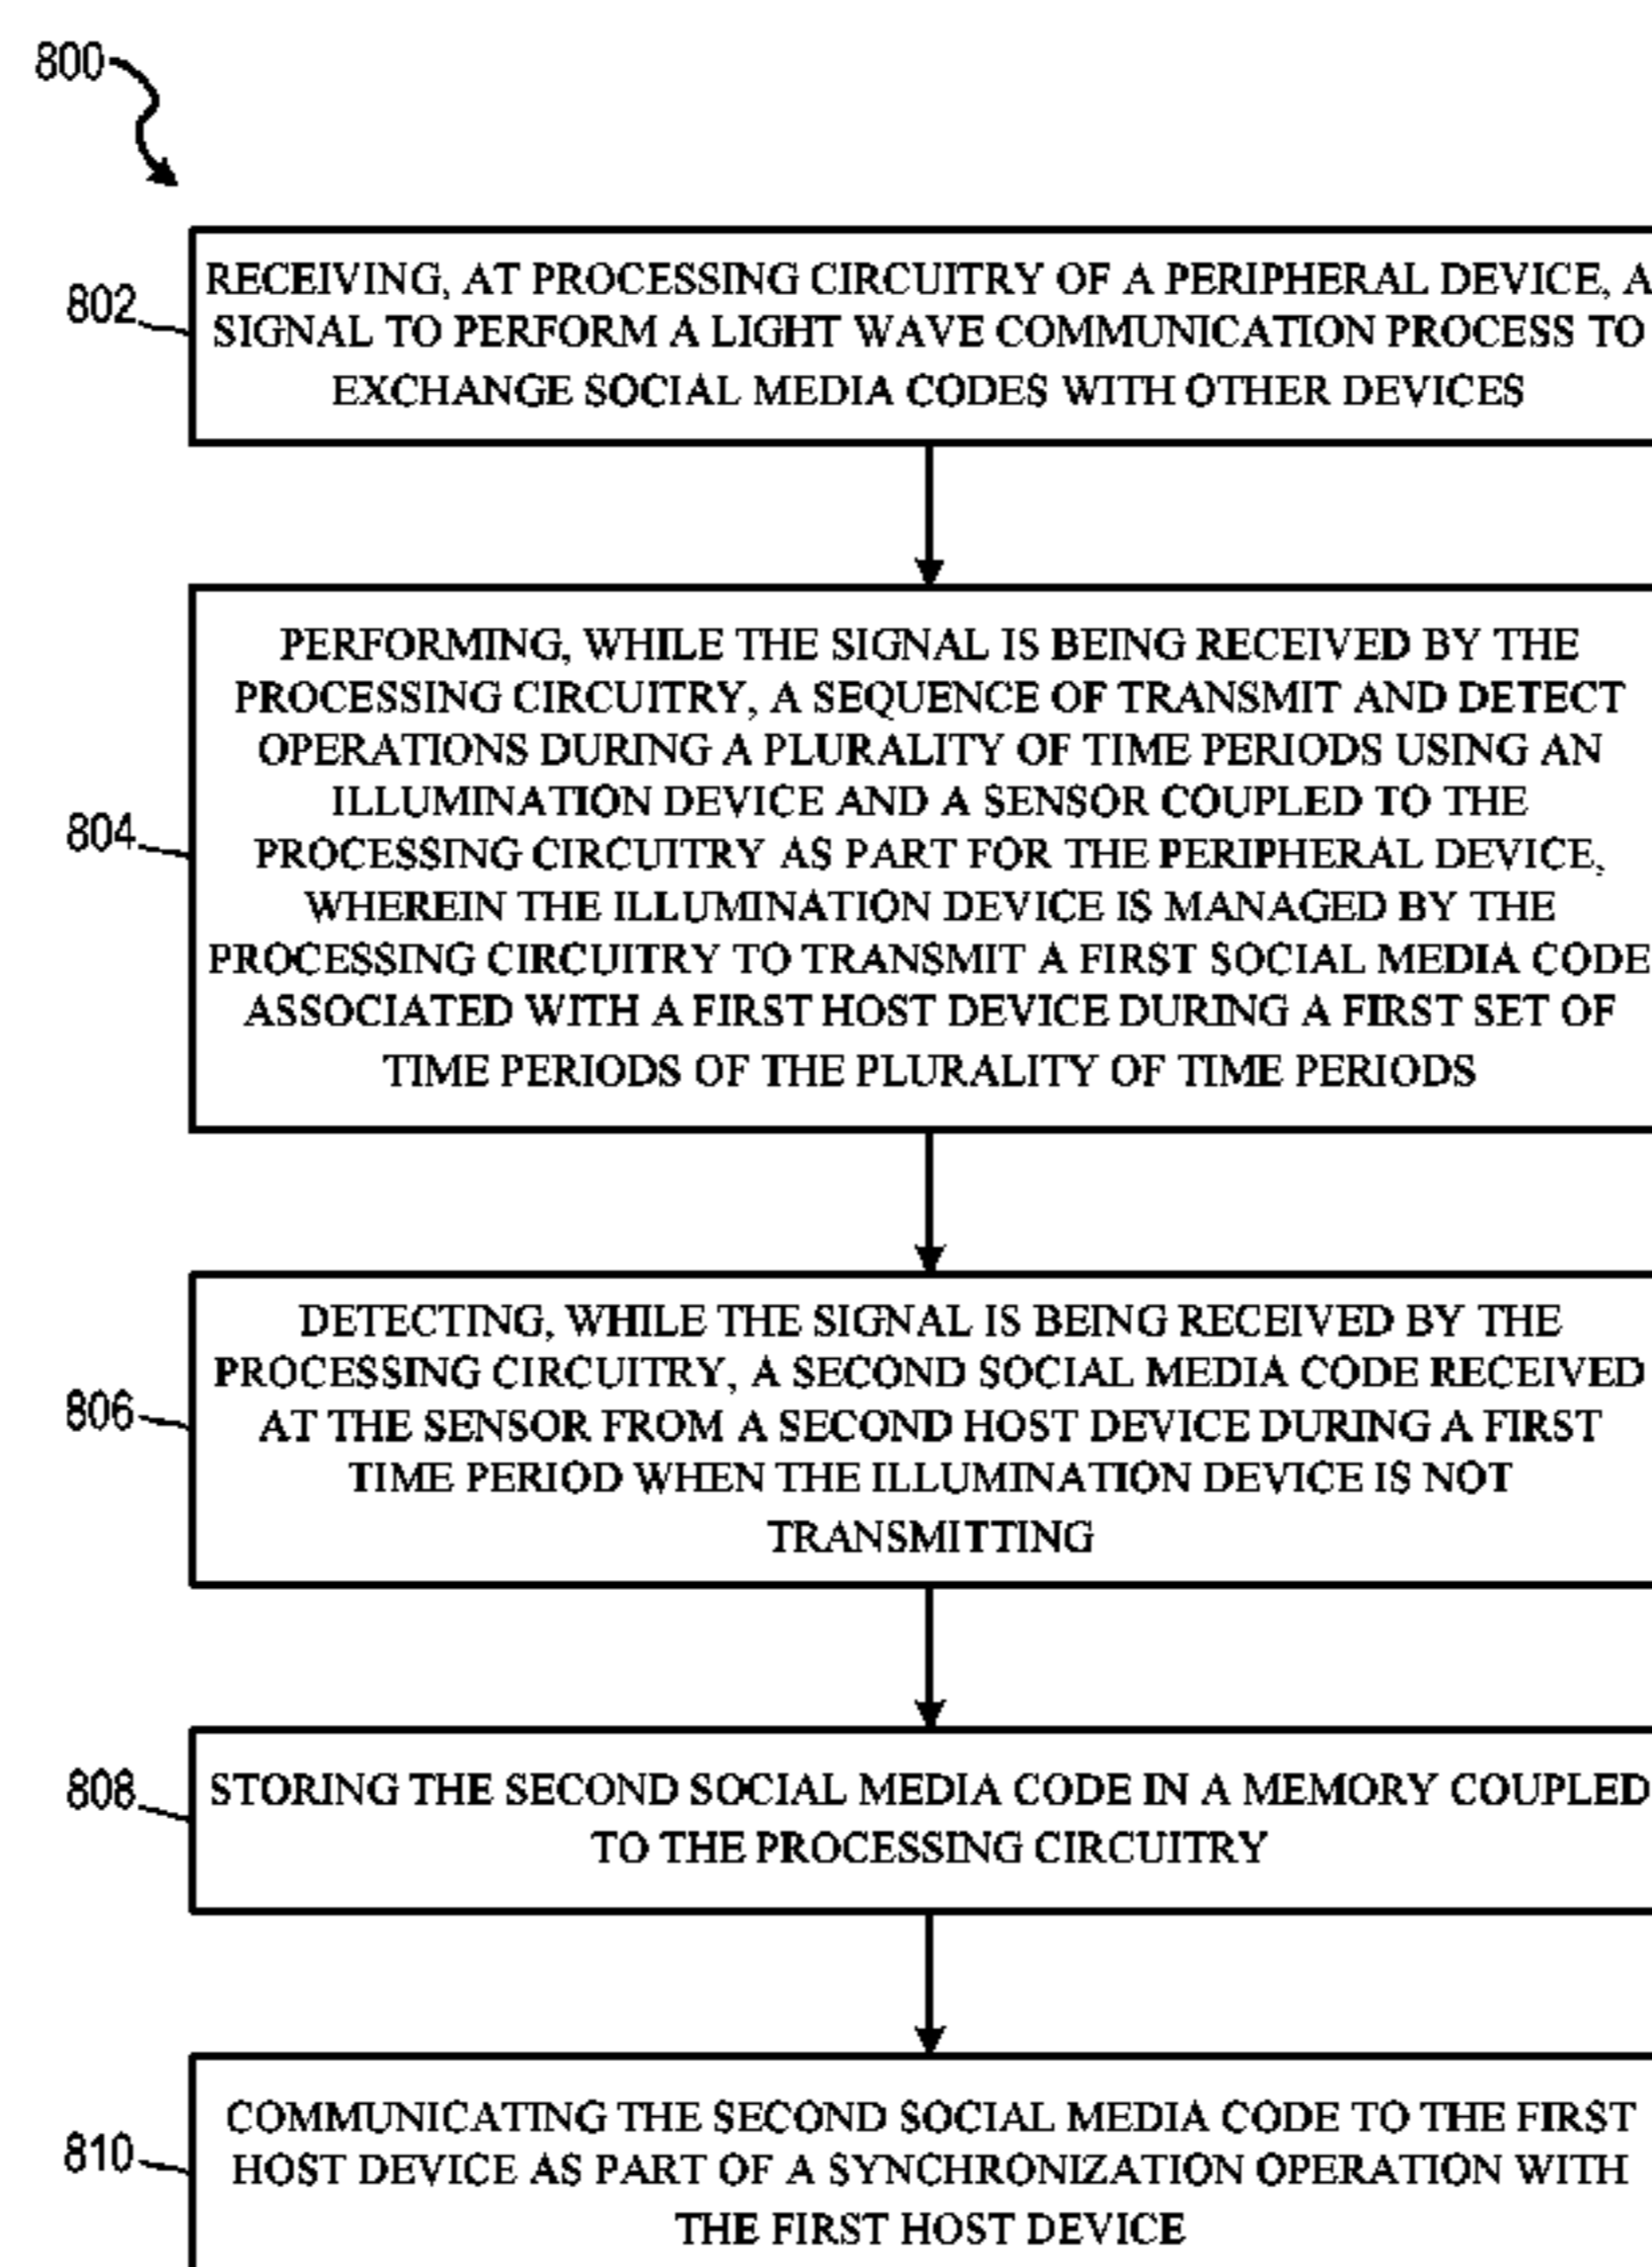 800
802
RECEIVING, AT PROCESSING CIRCUITRY OF A PERIPHERAL DEVICE, A
SIGNAL TO PERFORM A LIGHT WAVE COMMUNICATION PROCESS TO
EXCHANGE SOCIAL MEDIA CODES WITH OTHER DEVICES
804
PERFORMING, WHILE THE SIGNAL IS BEING RECEIVED BY THE
PROCESSING CIRCUITRY, A SEQUENCE OF TRANSMIT AND DETECT
OPERATIONS DURING A PLURALITY OF TIME PERIODS USING AN
ILLUMINATION DEVICE AND A SENSOR COUPLED TO THE
PROCESSING CIRCUITRY AS PART FOR THE PERIPHERAL DEVICE,
WHEREIN THE ILLUMINATION DEVICE IS MANAGED BY THE
PROCESSING CIRCUITRY TO TRANSMIT A FIRST SOCIAL MEDIA CODE
ASSOCIATED WITH A FIRST HOST DEVICE DURING A FIRST SET OF
TIME PERIODS OF THE PLURALITY OF TIME PERIODS
806
DETECTING, WHILE THE SIGNAL IS BEING RECEIVED BY THE
PROCESSING CIRCUITRY, A SECOND SOCIAL MEDIA CODE RECEIVED
AT THE SENSOR FROM A SECOND HOST DEVICE DURING A FIRST
TIME PERIOD WHEN THE ILLUMINATION DEVICE IS NOT
TRANSMITTING
808
STORING THE SECOND SOCIAL MEDIA CODE IN A MEMORY COUPLED
TO THE PROCESSING CIRCUITRY
810
COMMUNICATING THE SECOND SOCIAL MEDIA CODE TO THE FIRST
HOST DEVICE AS PART OF A SYNCHRONIZATION OPERATION WITH
THE FIRST HOST DEVICE